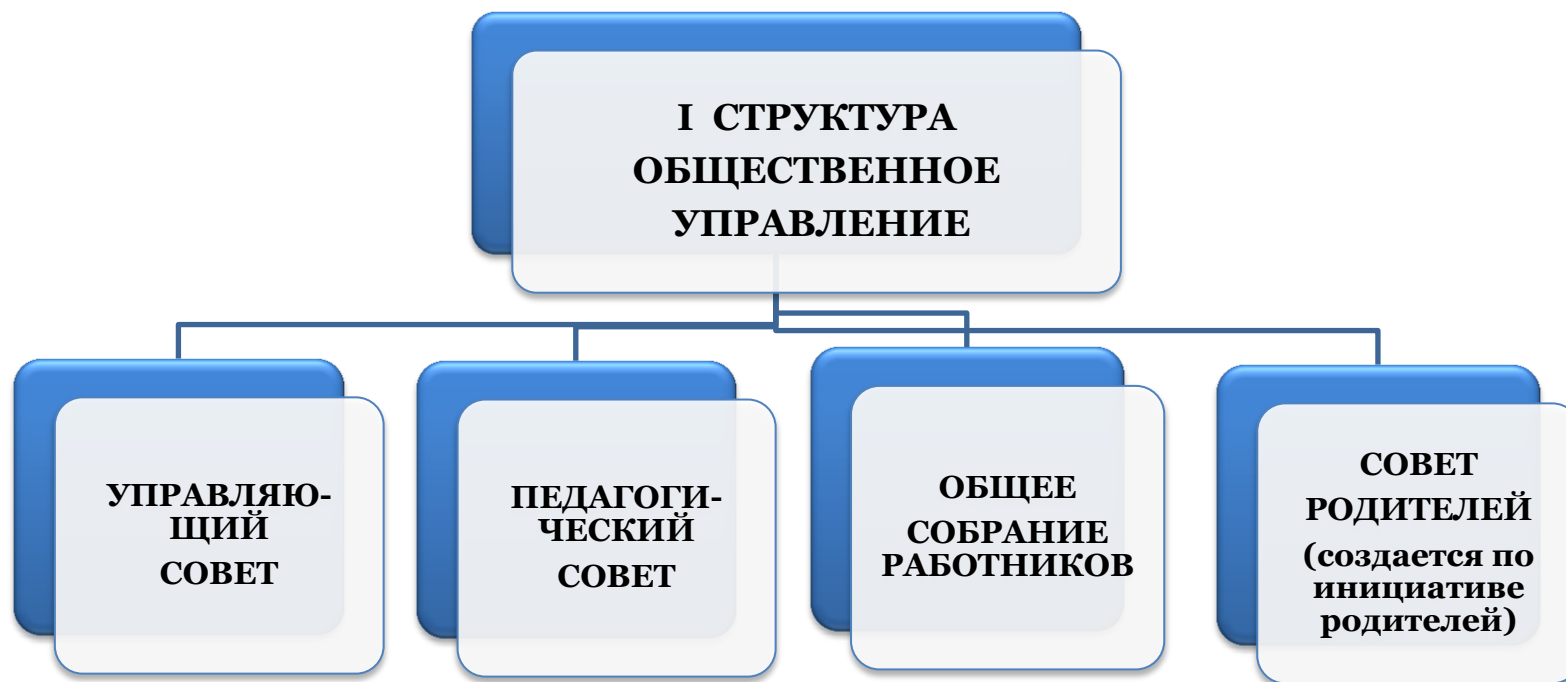 I СТРУКТУРА
ОБЩЕСТВЕННОЕ
УПРАВЛЕНИЕ
УПРАВЛЯЮ-
ЩИЙ
СОВЕТ
ПЕДАГОГИ-
ЧЕСКИЙ
СОВЕТ
ОБЩЕЕ
СОБРАНИЕ
РАБОТНИКОВ
СОВЕТ
РОДИТЕЛЕЙ
(создается по
инициативе
родителей)